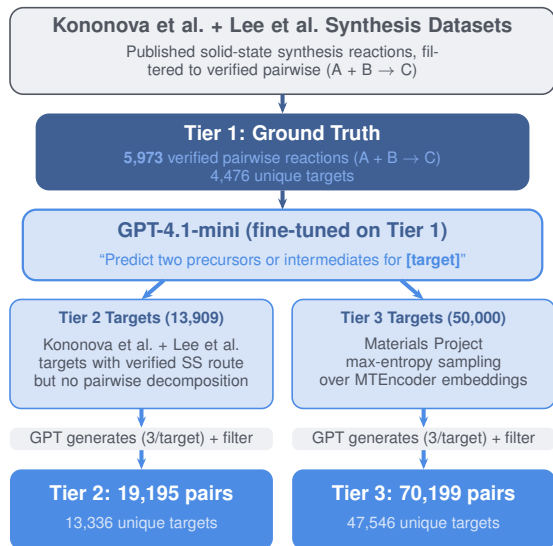 Kononova et al. + Lee et al. Synthesis Datasets
Published solid-state synthesis reactions, fil-
tered to verified pairwise (A + B → C)
Tier 1: Ground Truth
5,973 verified pairwise reactions (A + B → C)
4,476 unique targets
GPT-4.1-mini (fine-tuned on Tier 1)
“Predict two precursors or intermediates for [target]”
Tier 2 Targets (13,909)
Kononova et al. + Lee et al.
targets with verified SS route
but no pairwise decomposition
Tier 3 Targets (50,000)
Materials Project
max-entropy sampling
over MTEncoder embeddings
GPT generates (3/target) + filter
GPT generates (3/target) + filter
Tier 2: 19,195 pairs
13,336 unique targets
Tier 3: 70,199 pairs
47,546 unique targets